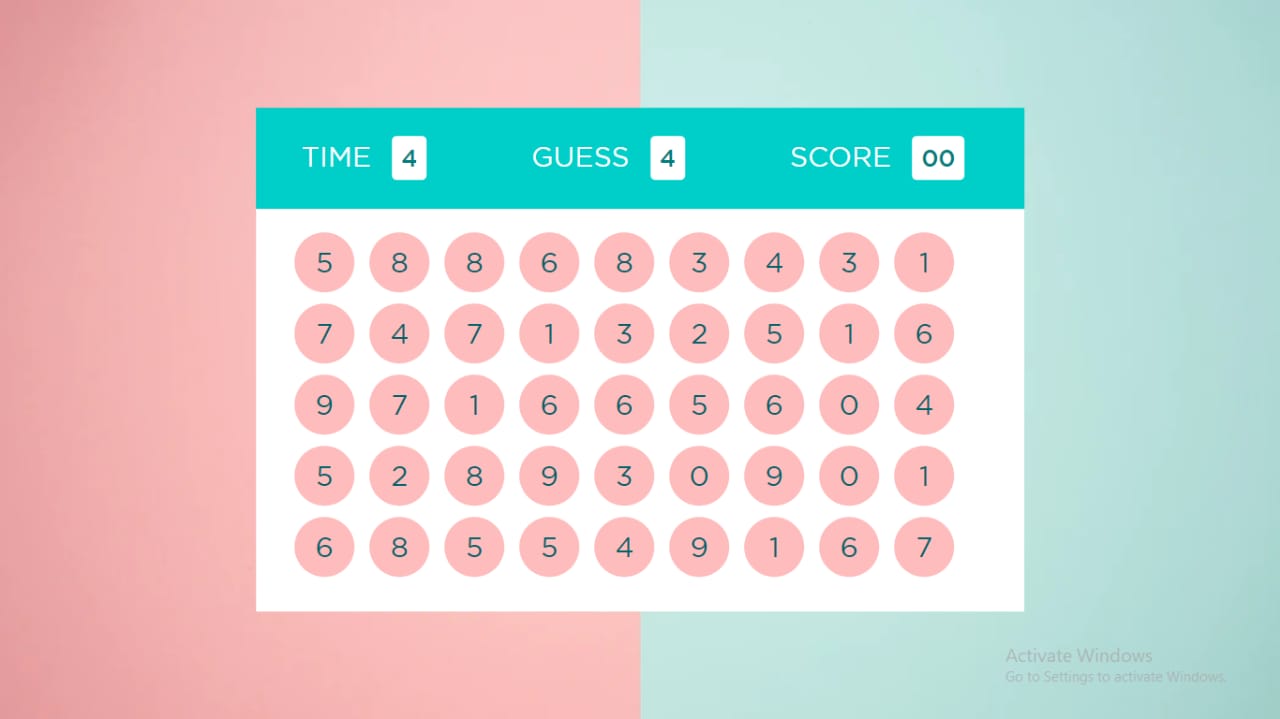 TIME 4 GUESS 4 SCORE 00
5 8 8 6 8 3 4 3 1
7 4 7 1 3 2 5 1 6
9 7 1 6 6 5 6 0 4
5 2 8 9 3 0 9 0 1
6 8 5 5 4 9 1 6 7
Activate Windows
Go to Settings to activate Windows.